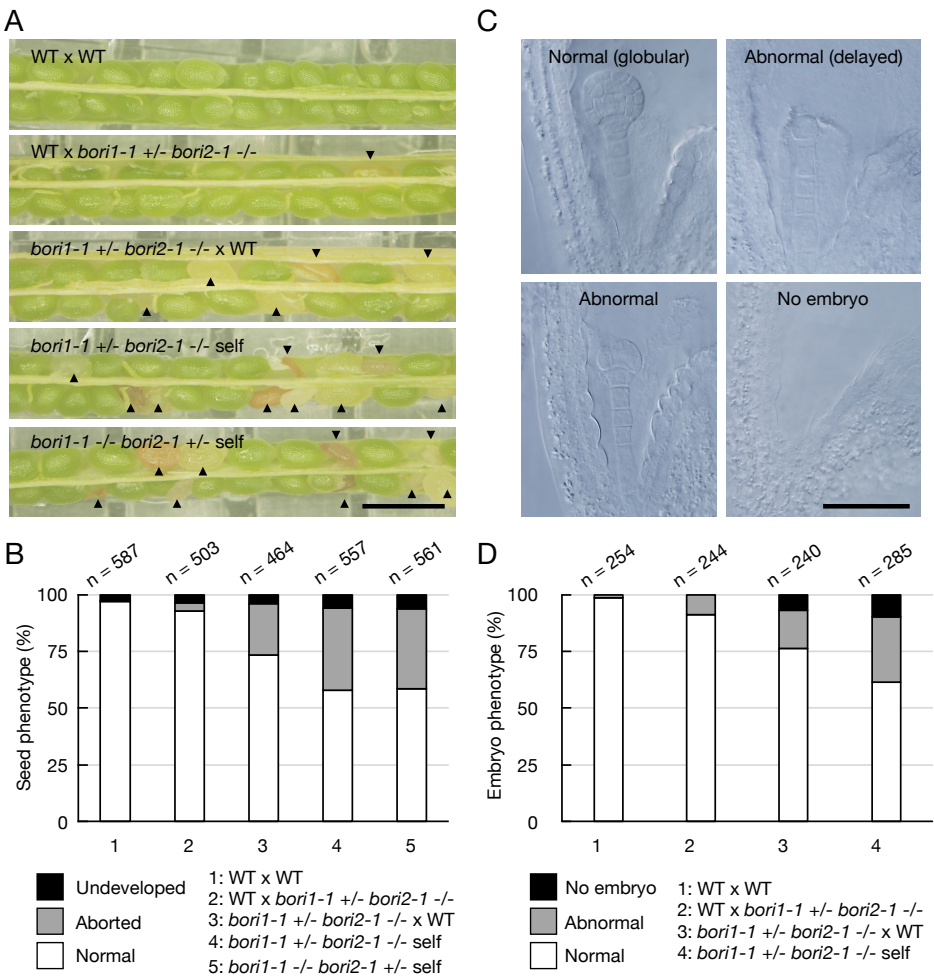 A
WT x WT
WT x bori1-1 +/- bori2-1 -/-
bori1-1 +/- bori2-1 -/- x WT
bori1-1 +/- bori2-1 -/- self
bori1-1 -/- bori2-1 +/- self
B
n = 587
n = 503
n = 464
n = 557
n = 561
Seed phenotype (%)
100
75
50
25
0
1 2 3 4 5
Undeveloped
Aborted
Normal
1: WT x WT
2: WT x bori1-1 +/- bori2-1 -/-
3: bori1-1 +/- bori2-1 -/- x WT
4: bori1-1 +/- bori2-1 -/- self
5: bori1-1 -/- bori2-1 +/- self
C
Normal (globular)
Abnormal (delayed)
Abnormal
No embryo
D
n = 254
n = 244
n = 240
n = 285
Embryo phenotype (%)
100
75
50
25
0
1 2 3 4
No embryo
Abnormal
Normal
1: WT x WT
2: WT x bori1-1 +/- bori2-1 -/-
3: bori1-1 +/- bori2-1 -/- x WT
4: bori1-1 +/- bori2-1 -/- self